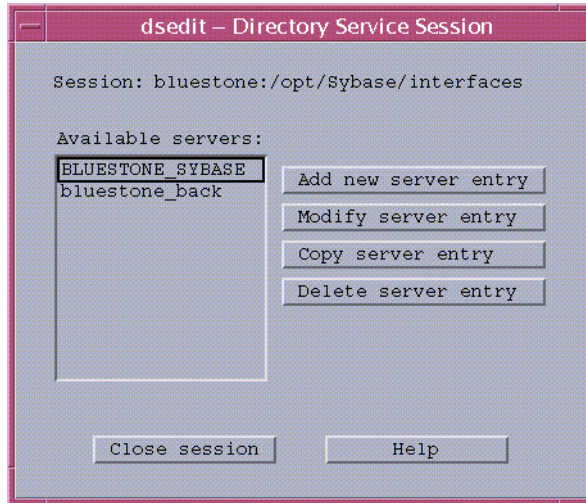 dsedit – Directory Service Session
Session: bluestone:/opt/Sybase/interfaces
Available servers:
BLUESTONE_SYBASE
bluestone_back
Add new server entry
Modify server entry
Copy server entry
Delete server entry
Close session
Help